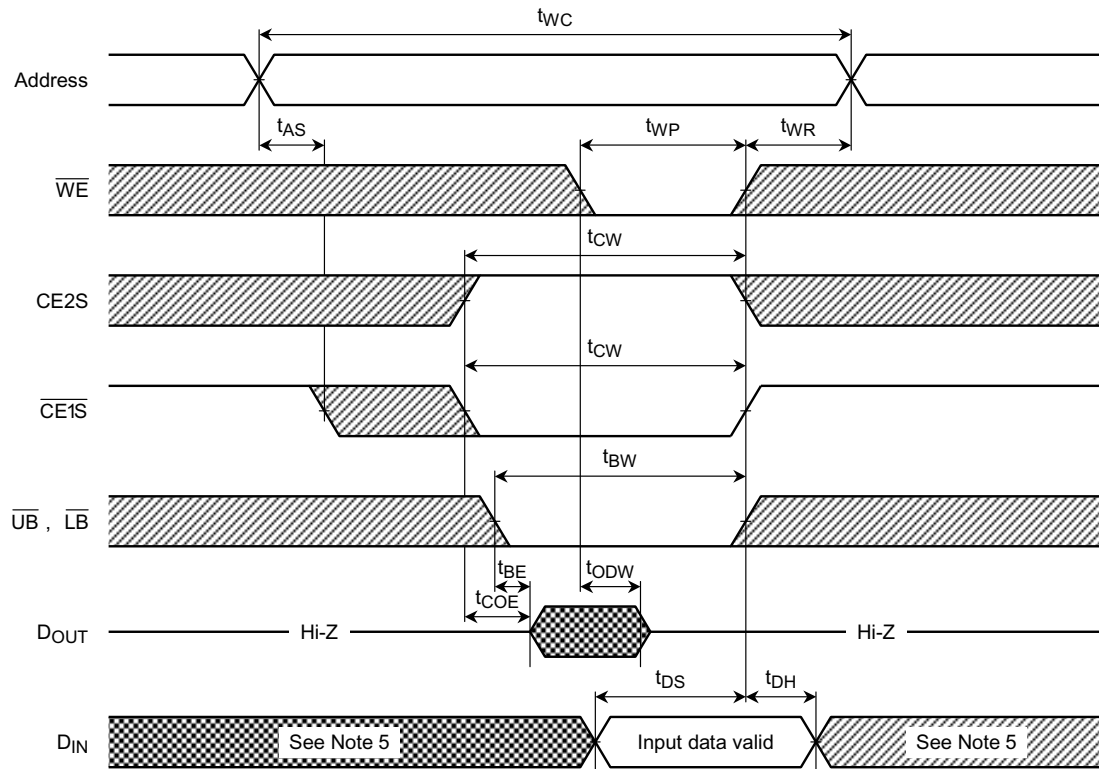 tWC
Address
tAS
tWP
tWR
WE
tCW
CE2S
tCW
CE1S
tBW
UB , LB
tBE
tODW
tCOE
DOUT
Hi-Z
Hi-Z
tDS
tDH
DIN
See Note 5
Input data valid
See Note 5